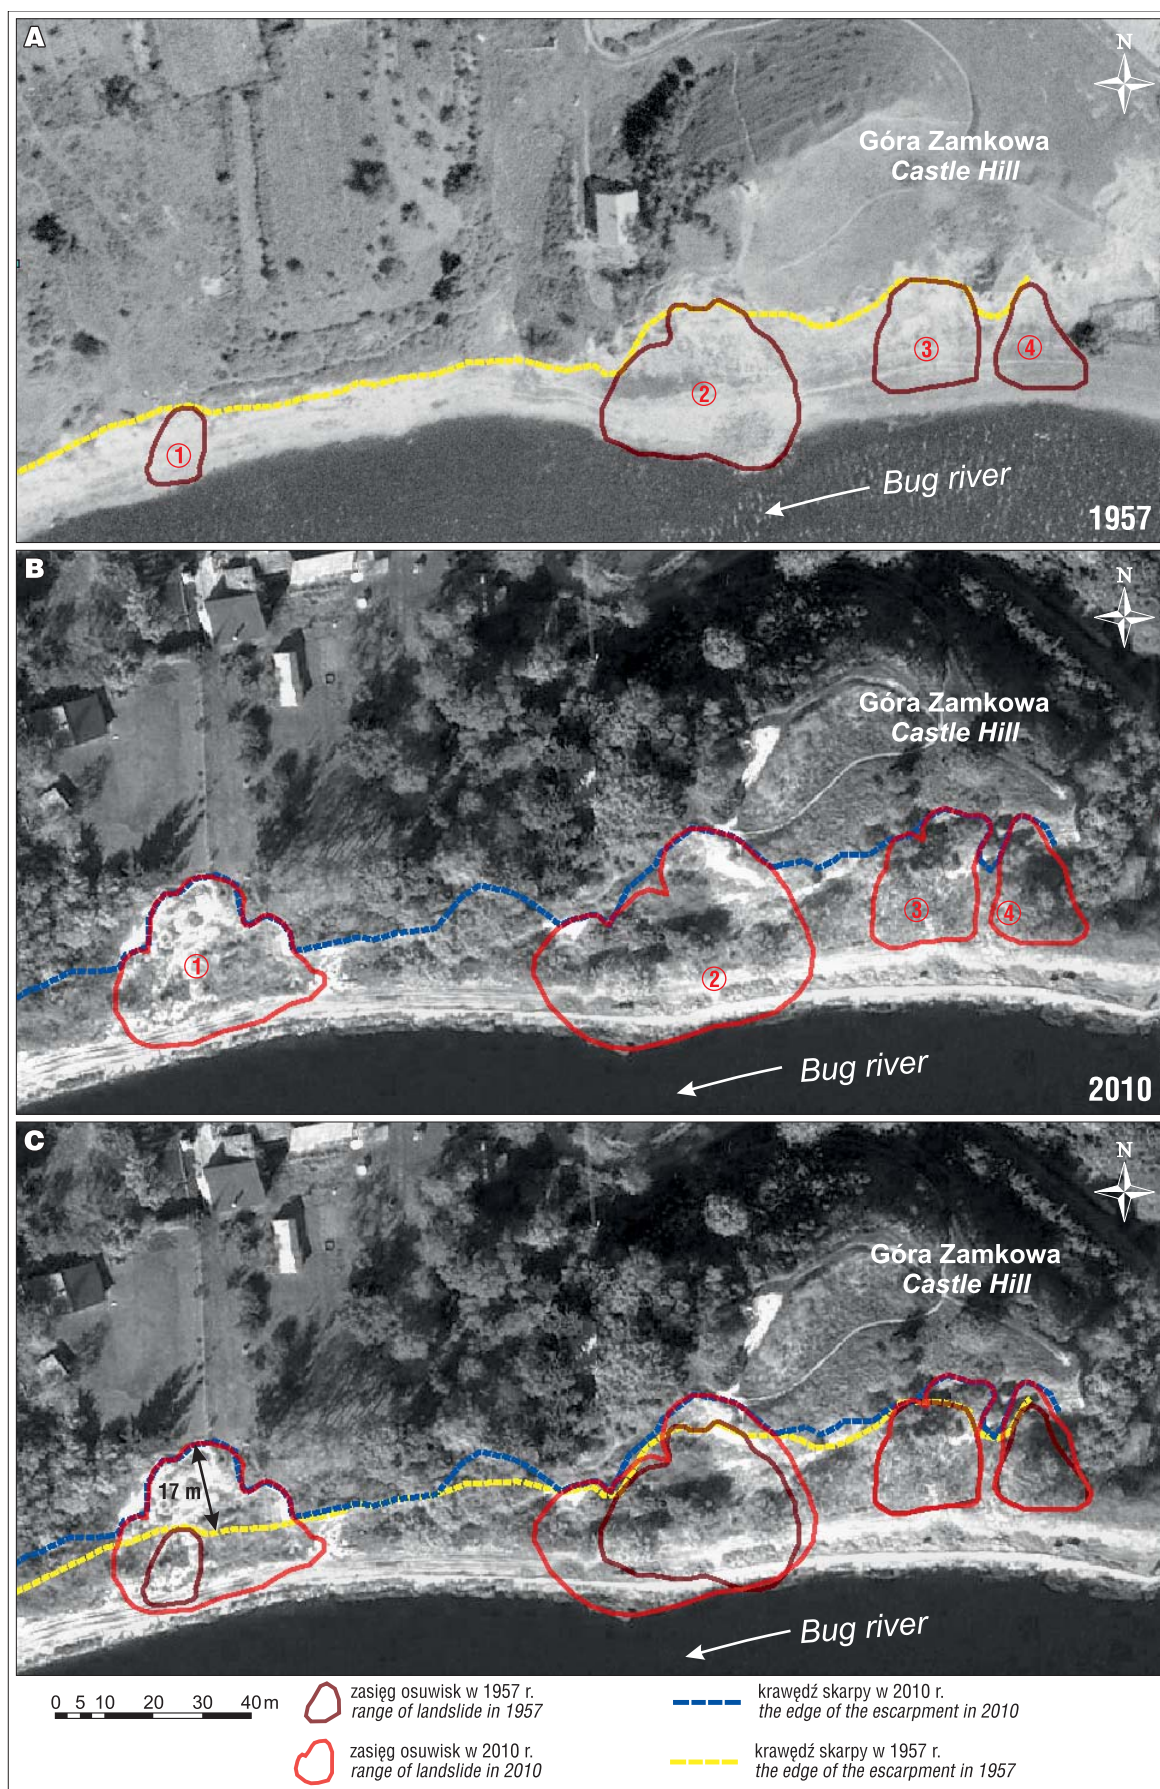 A
N
Góra Zamkowa
Castle Hill
3
4
2
1
Bug river
1957
B
N
Góra Zamkowa
Castle Hill
3
4
1
2
Bug river
2010
C
N
Góra Zamkowa
Castle Hill
17 m
Bug river
0 5 10 20 30 40 m
zasięg osuwisk w 1957 r.
range of landslide in 1957
krawędź skarpy w 2010 r.
the edge of the escarpment in 2010
zasięg osuwisk w 2010 r.
range of landslide in 2010
krawędź skarpy w 1957 r.
the edge of the escarpment in 1957